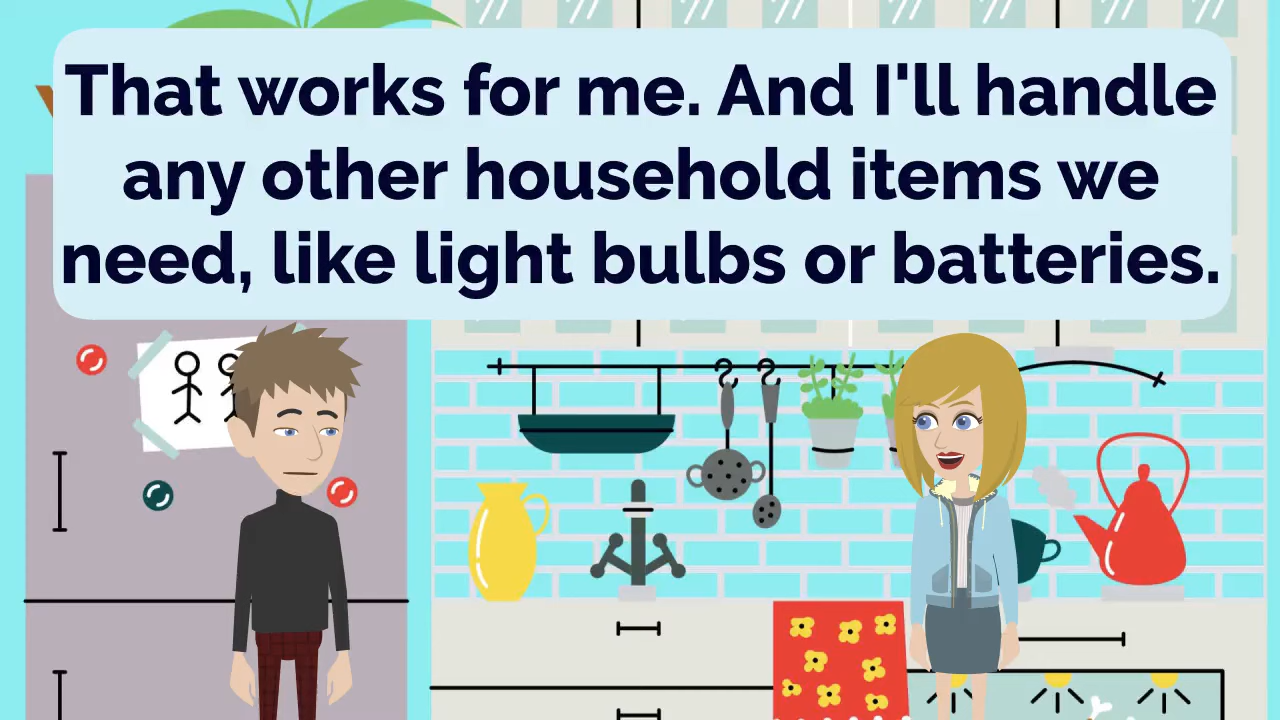 That works for me. And I'll handle
any other household items we
need, like light bulbs or batteries.